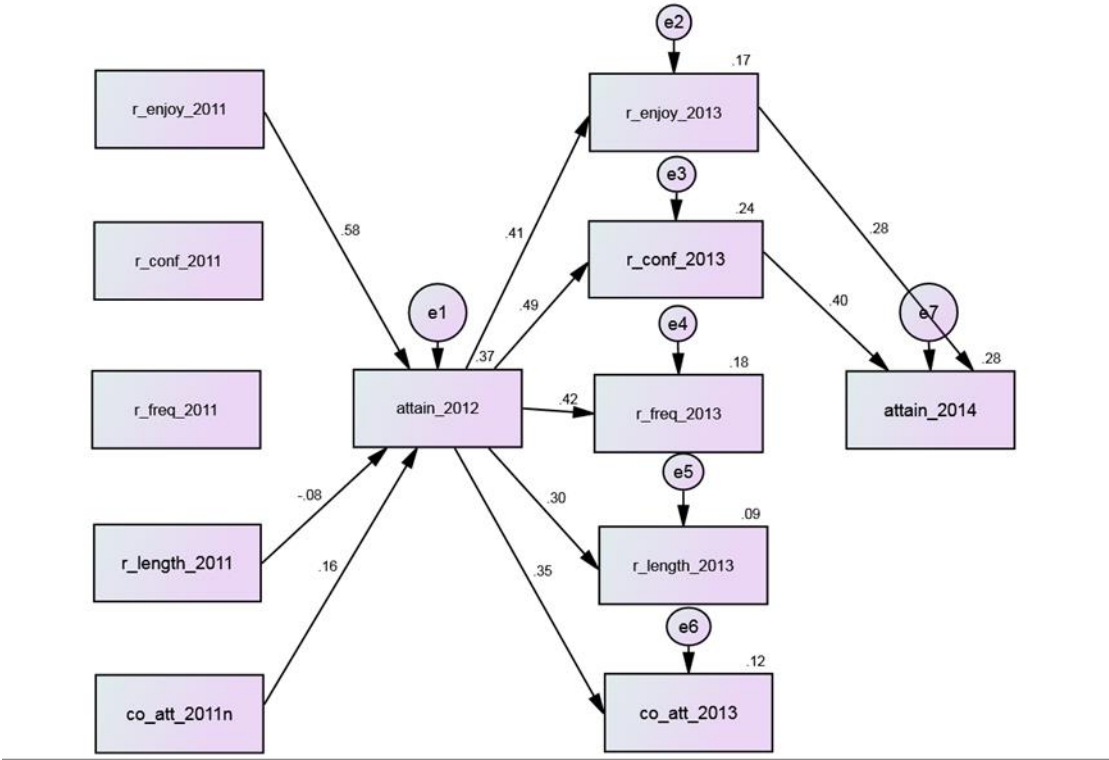 e2
.17
r_enjoy_2011
r_enjoy_2013
e3
.58
.41
.24
.28
r_conf_2011
r_conf_2013
e1
.49
e4
.40
e7
.37
.18
.28
r_freq_2011
attain_2012
.42
r_freq_2013
attain_2014
e5
-.08
.30
.09
r_length_2011
r_length_2013
.16
.35
e6
.12
co_att_2011n
co_att_2013